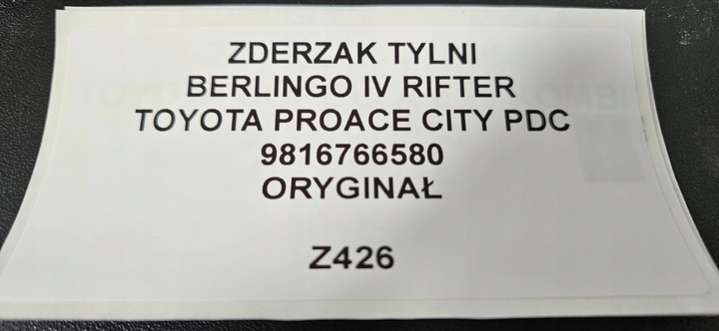 ZDERZAK TYLNI
BERLINGO IV RIFTER
TOYOTA PROACE CITY PDC
9816766580
ORYGINAŁ
Z426